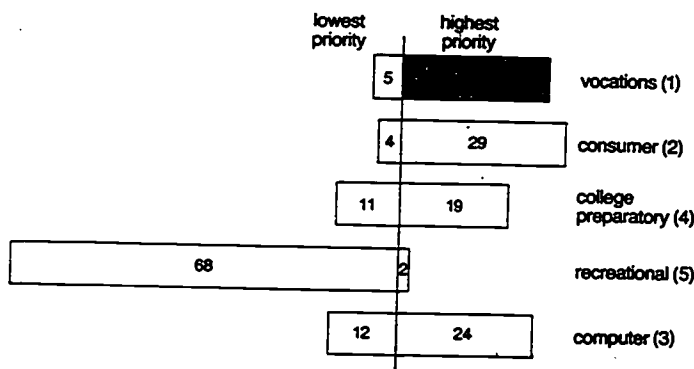 lowest highest
priority priority
5 vocations (1)
4 29 consumer (2)
college
11 19 preparatory (4)
68 2 recreational (5)
12 24 computer (3)